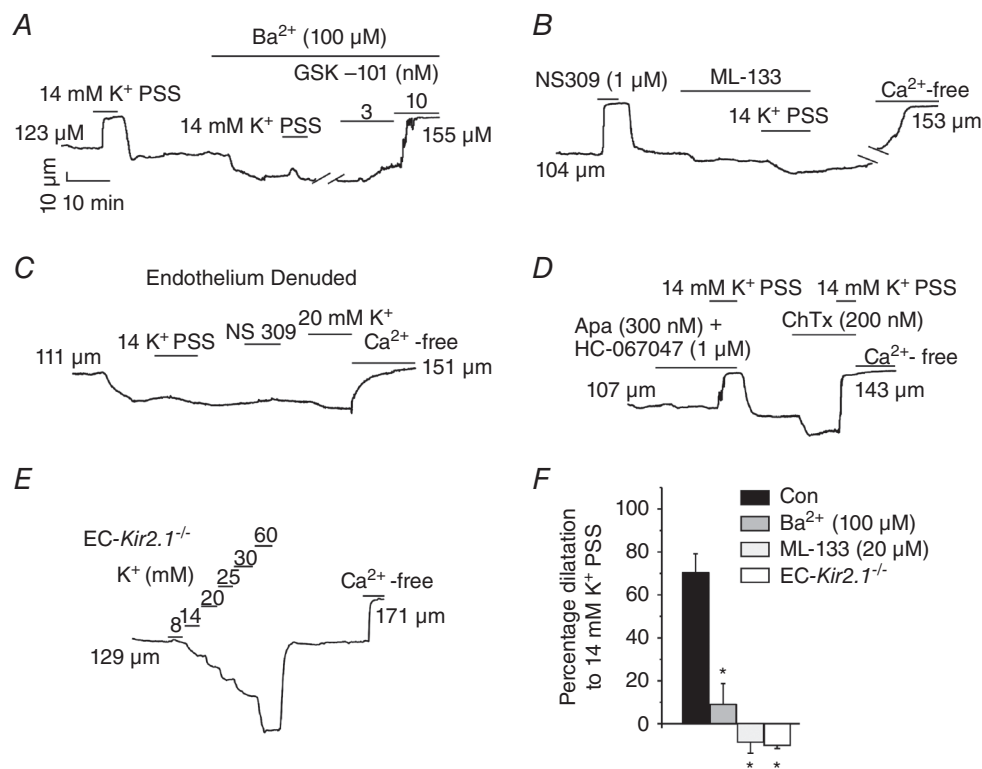 A
Ba2+ (100 µM)
GSK –101 (nM)
14 mM K+ PSS
3
10
14 mM K+ PSS
123 µM
155 µM
10 µm
10 min
B
NS309 (1 µM)
ML-133
14 K+ PSS
Ca2+-free
153 µm
104 µm
C
Endothelium Denuded
14 K+ PSS
NS 309
20 mM K+
Ca2+ -free
111 µm
151 µm
D
14 mM K+ PSS
14 mM K+ PSS
Apa (300 nM) +
HC-067047 (1 µM)
ChTx (200 nM)
Ca2+- free
107 µm
143 µm
E
EC-Kir2.1-/-
K+ (mM)
8
14
20
25
30
60
Ca2+ -free
171 µm
129 µm
F
Percentage dilatation
to 14 mM K+ PSS
100
80
60
40
20
0
Con
Ba2+ (100 µM)
ML-133 (20 µM)
EC-Kir2.1-/-
*
*
*